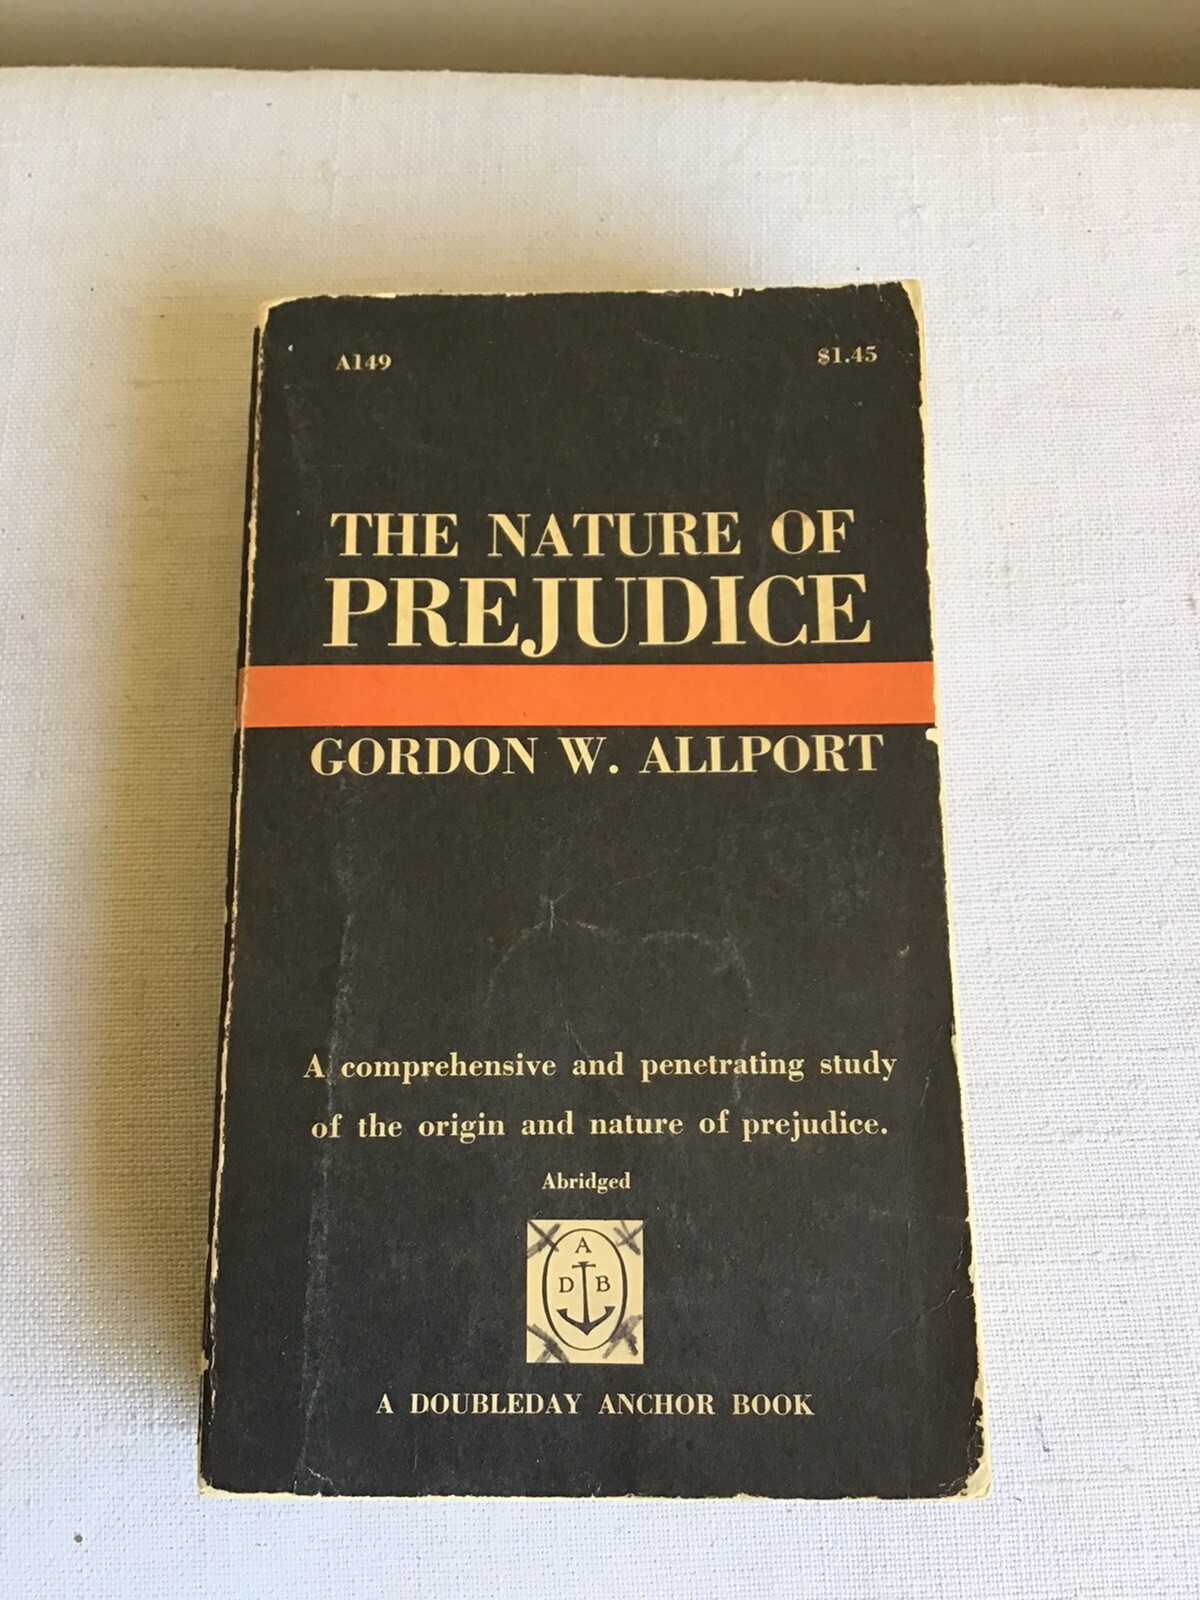 A149 $1.45
THE NATURE OF
PREJUDICE
GORDON W. ALLPORT
A comprehensive and penetrating study
of the origin and nature of prejudice.
Abridged
A
D B
A DOUBLEDAY ANCHOR BOOK